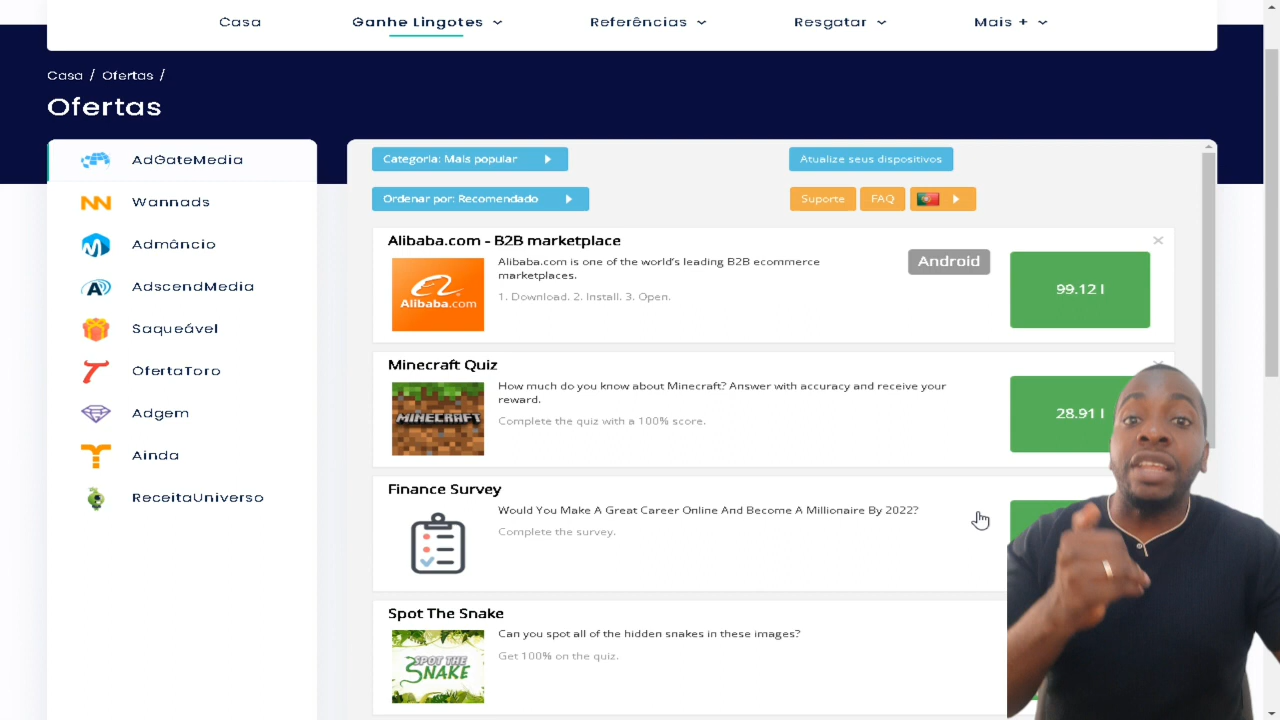 Casa
Ganhe Lingotes
Referências
Resgatar
Mais +
Casa / Ofertas /
Ofertas
AdGateMedia
Wannads
Admâncio
AdscendMedia
Saqueável
OfertaToro
Adgem
Ainda
ReceitaUniverso
Categoria: Mais popular
Atualize seus dispositivos
Ordenar por: Recomendado
Suporte
FAQ
Alibaba.com - B2B marketplace
Alibaba.com
Alibaba.com is one of the world's leading B2B ecommerce
marketplaces.
1. Download. 2. Install. 3. Open.
Android
99.12 l
Minecraft Quiz
MINECRAFT
How much do you know about Minecraft? Answer with accuracy and receive your
reward.
Complete the quiz with a 100% score.
28.91 l
Finance Survey
Would You Make A Great Career Online And Become A Millionaire By 2022?
Complete the survey.
Spot The Snake
SPOT THE
SNAKE
Can you spot all of the hidden snakes in these images?
Get 100% on the quiz.